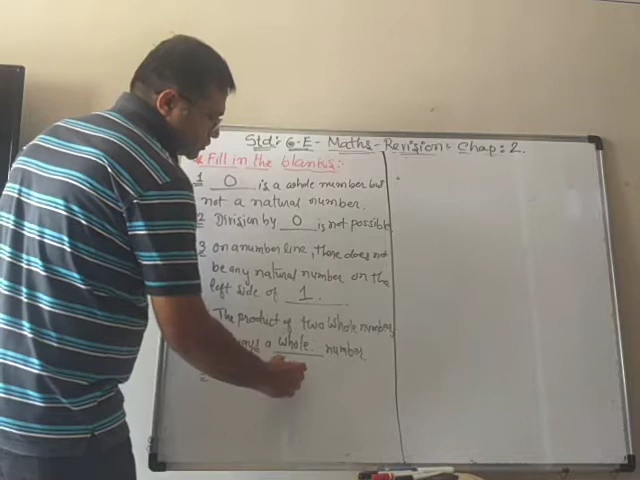 Std: 6-E- Maths-Revision: Chap: 2.
* Fill in the blanks:-
1 0 is a whole number but
not a natural number.
2 Division by 0 is not possible
3 On a number line, there does not
be any natural number on the
left side of 1.
The product of two whole number
a whole number.